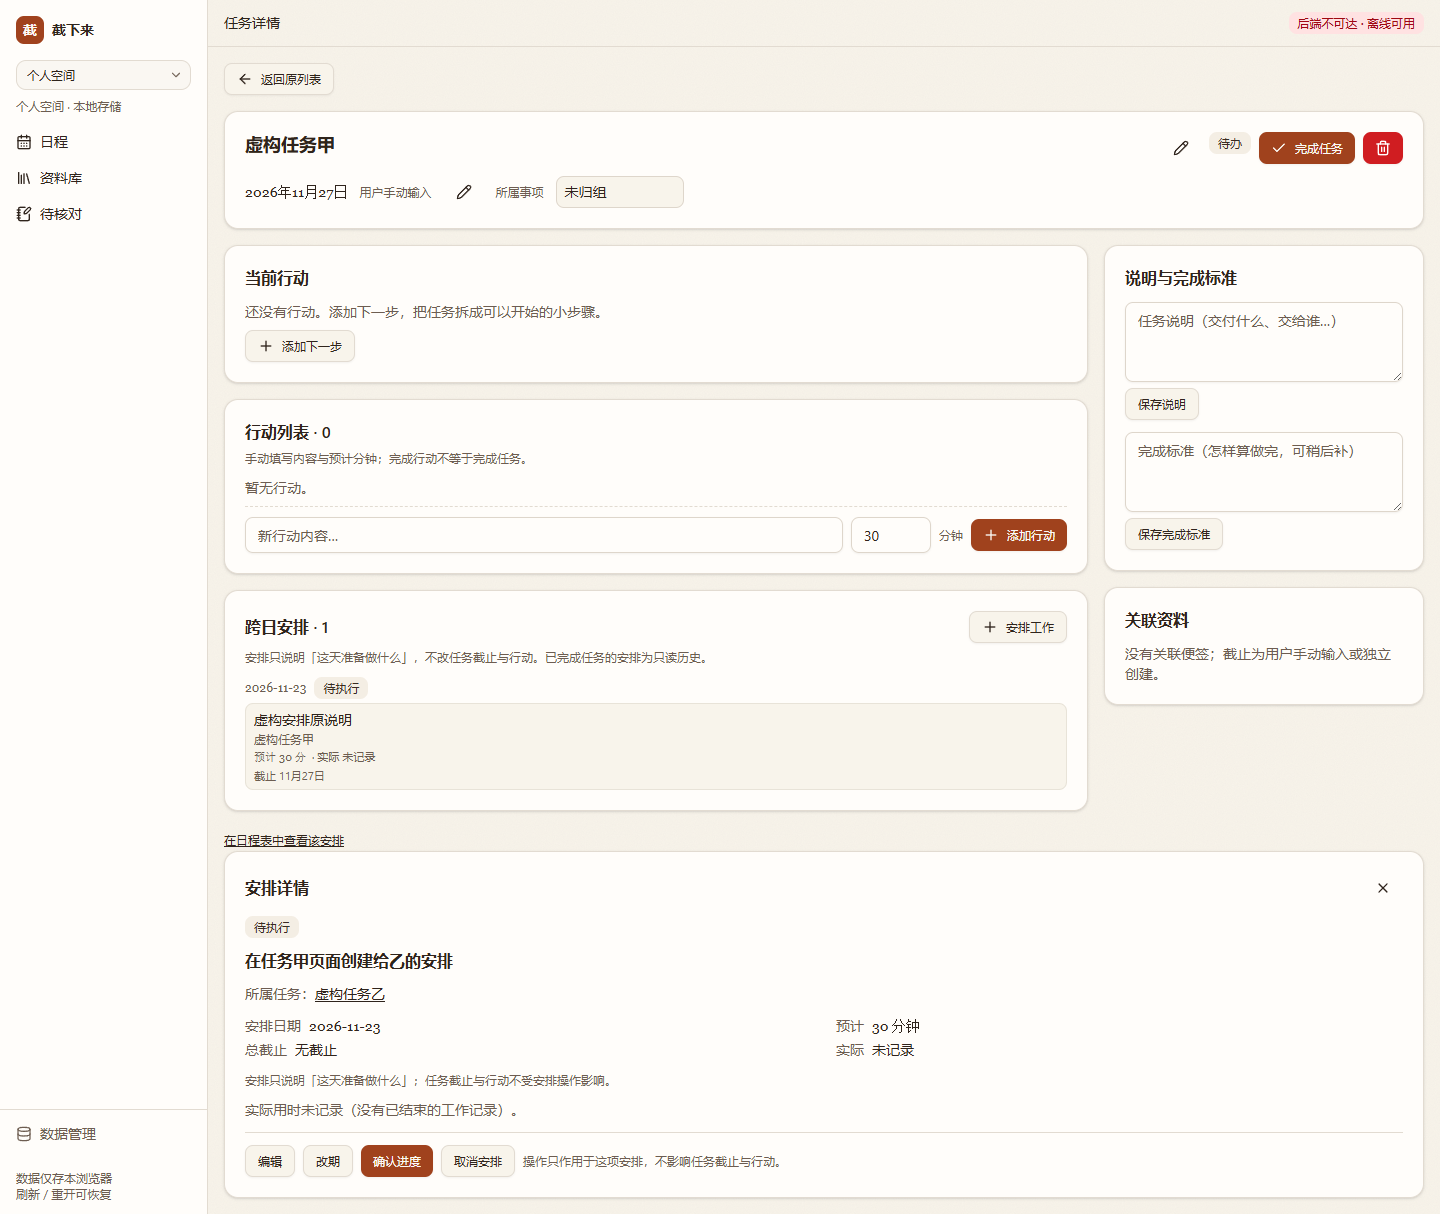 截 截下来
个人空间
个人空间 · 本地存储
日程
资料库
待核对
数据管理
数据仅存本浏览器
刷新 / 重开可恢复
任务详情
后端不可达 · 离线可用
返回原列表
虚构任务甲
待办
完成任务
2026年11月27日 用户手动输入 所属事项 未归组
当前行动
还没有行动。添加下一步，把任务拆成可以开始的小步骤。
添加下一步
行动列表 · 0
手动填写内容与预计分钟；完成行动不等于完成任务。
暂无行动。
新行动内容... 30 分钟 添加行动
跨日安排 · 1
安排工作
安排只说明「这天准备做什么」，不改任务截止与行动。已完成任务的安排为只读历史。
2026-11-23 待执行
虚构安排原说明
虚构任务甲
预计 30 分 · 实际 未记录
截止 11月27日
说明与完成标准
任务说明（交付什么、交给谁...）
保存说明
完成标准（怎样算做完，可稍后补）
保存完成标准
关联资料
没有关联便签；截止为用户手动输入或独立
创建。
在日程表中查看该安排
安排详情
待执行
在任务甲页面创建给乙的安排
所属任务： 虚构任务乙
安排日期 2026-11-23 预计 30 分钟
总截止 无截止 实际 未记录
安排只说明「这天准备做什么」；任务截止与行动不受安排操作影响。
实际用时未记录（没有已结束的工作记录）。
编辑 改期 确认进度 取消安排 操作只作用于这项安排，不影响任务截止与行动。